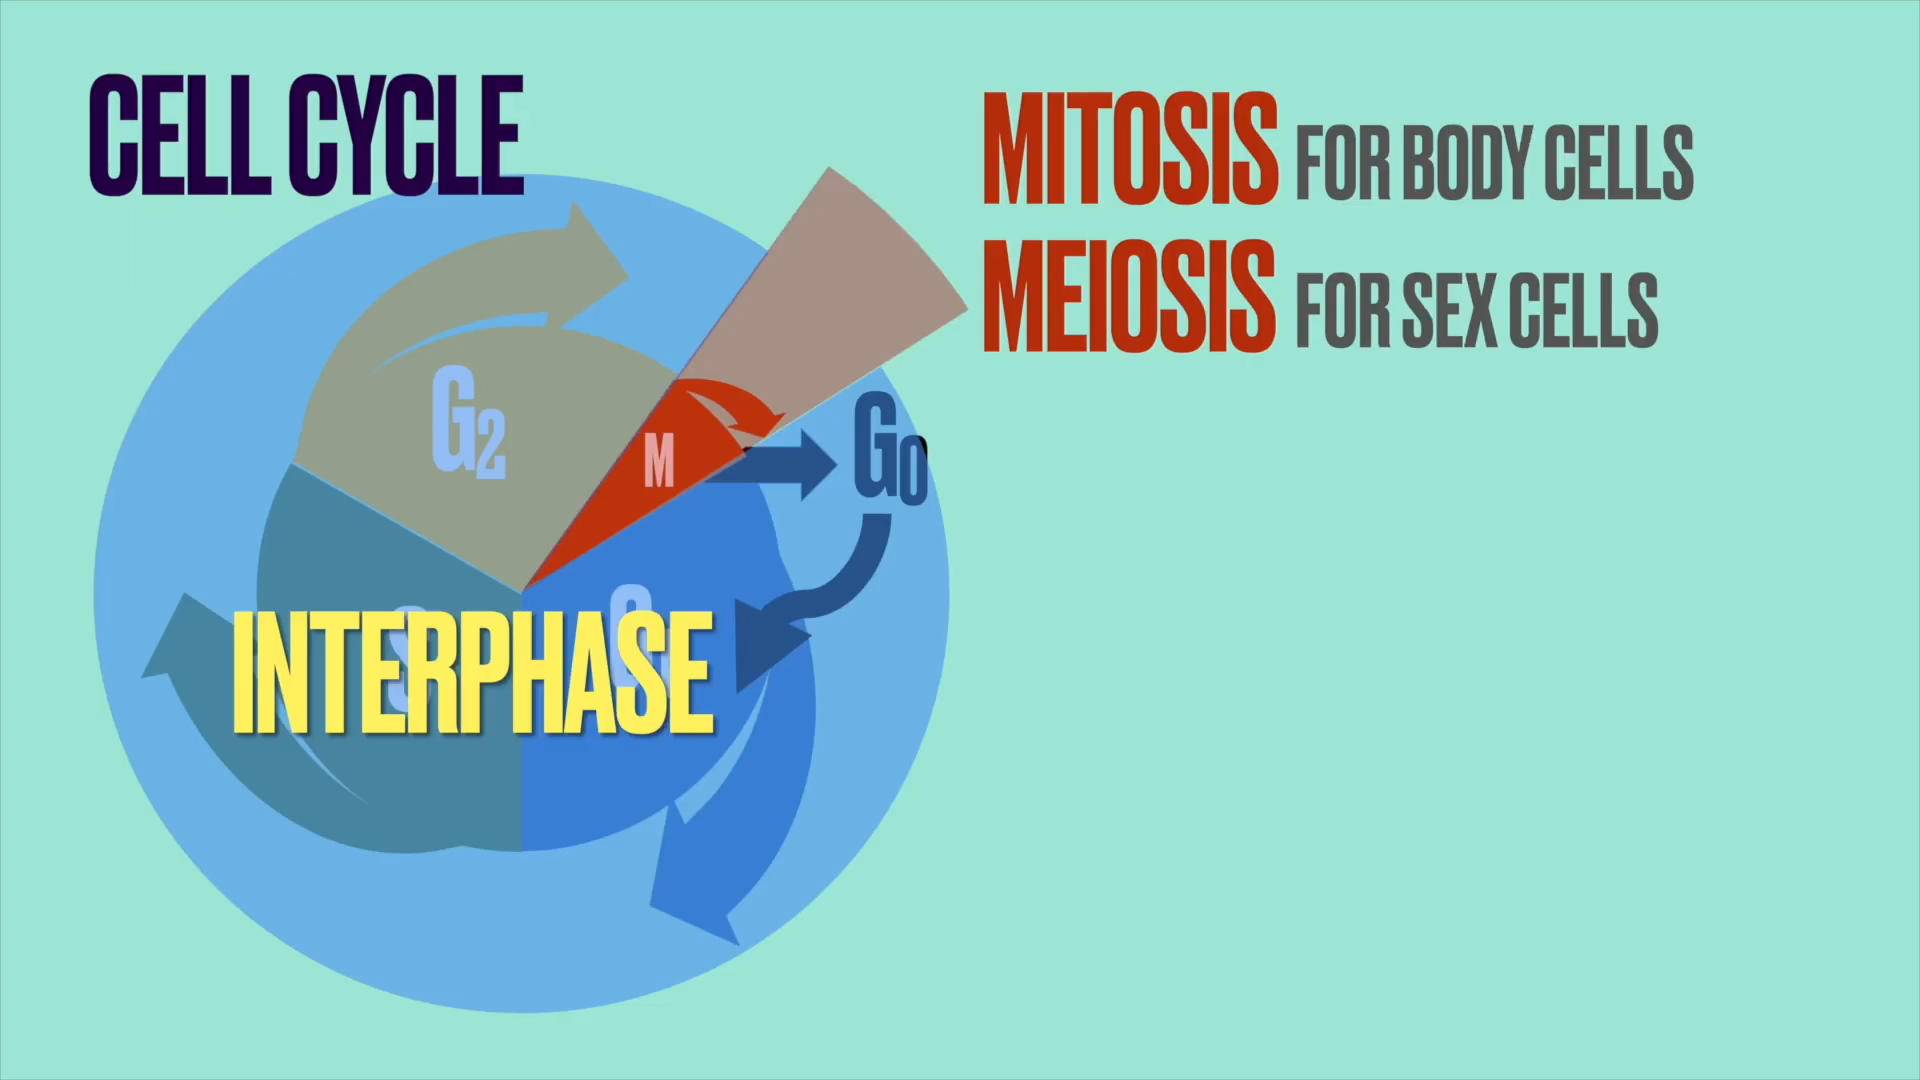 CELL CYCLE
MITOSIS FOR BODY CELLS
MEIOSIS FOR SEX CELLS
G2
M
G0
S
INTERPHASE